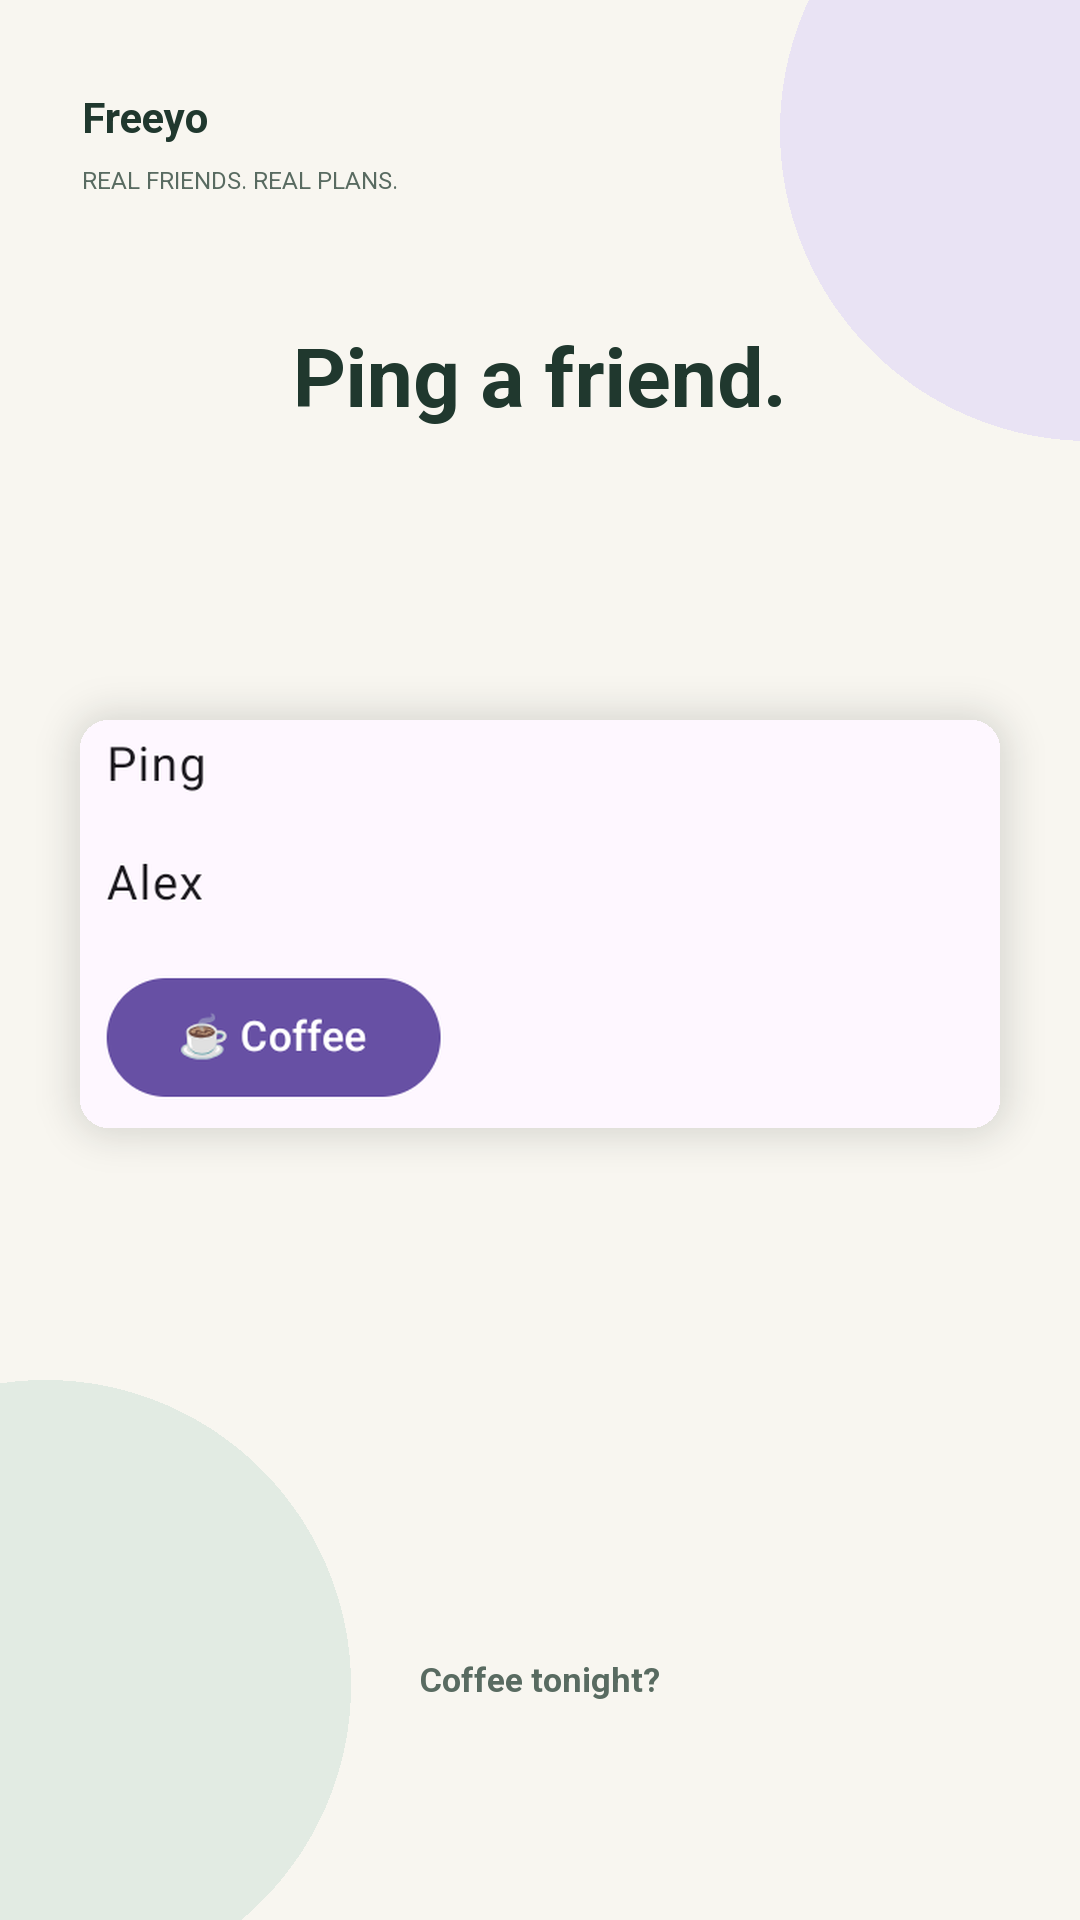 Freeyo
REAL FRIENDS. REAL PLANS.
Ping a friend.
Ping
Alex
☕ Coffee
Coffee tonight?